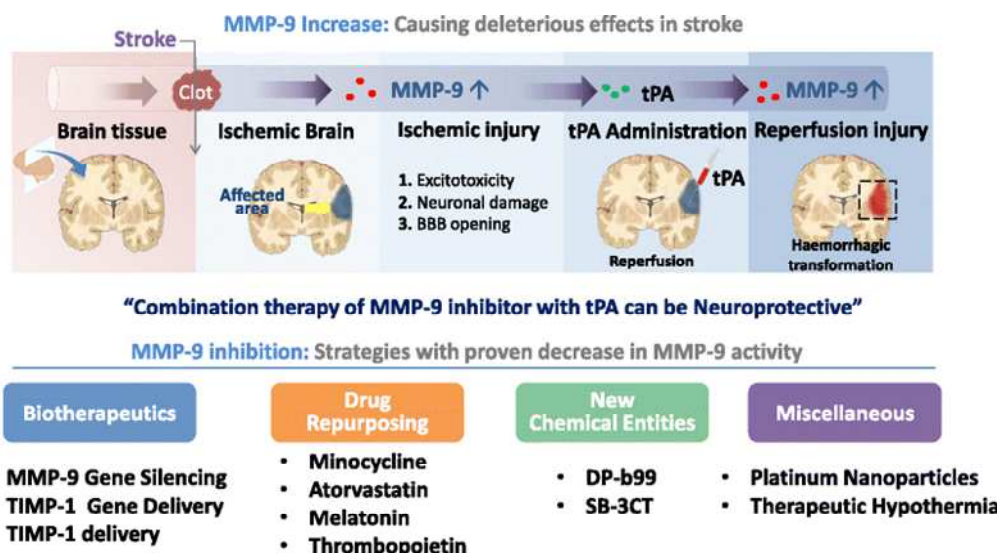 MMP-9 Increase: Causing deleterious effects in stroke
Stroke
Clot
MMP-9 ↑
tPA
MMP-9 ↑
Brain tissue
Ischemic Brain
Ischemic injury
tPA Administration
Reperfusion injury
Affected
area
1. Excitotoxicity
2. Neuronal damage
3. BBB opening
tPA
Reperfusion
Haemorrhagic
transformation
“Combination therapy of MMP-9 inhibitor with tPA can be Neuroprotective”
MMP-9 inhibition: Strategies with proven decrease in MMP-9 activity
Biotherapeutics
MMP-9 Gene Silencing
TIMP-1 Gene Delivery
TIMP-1 delivery
Drug
Repurposing
• Minocycline
• Atorvastatin
• Melatonin
• Thrombopoietin
New
Chemical Entities
• DP-b99
• SB-3CT
Miscellaneous
• Platinum Nanoparticles
• Therapeutic Hypothermia